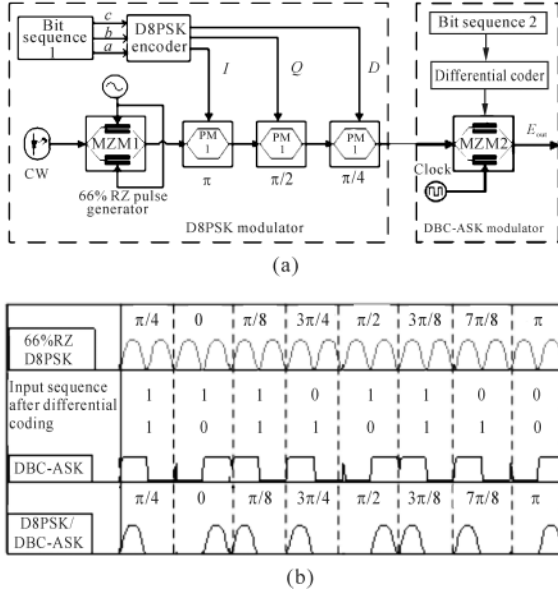 Bit sequence 1
c
b
a
D8PSK encoder
I
Q
D
Bit sequence 2
Differential coder
CW
MZM1
PM 1
PM 1
PM 1
MZM2
E_out
Clock
π
π/2
π/4
66% RZ pulse generator
D8PSK modulator
DBC-ASK modulator
(a)
66%RZ D8PSK
π/4 0 π/8 3π/4 π/2 3π/8 7π/8 π
Input sequence after differential coding
1 1 1 0 1 1 0 0
1 0 1 1 0 1 1 0
DBC-ASK
D8PSK/ DBC-ASK
π/4 0 π/8 3π/4 π/2 3π/8 7π/8 π
(b)